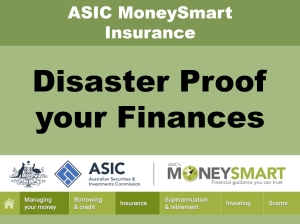 ASIC MoneySmart
Insurance
Disaster Proof
your Finances
ASIC
Australian Securities &
Investments Commission
ASIC's
MONEYSMART
Financial guidance you can trust
Managing
your money
Borrowing
& credit
Insurance
Superannuation
& retirement
Investing
Scams